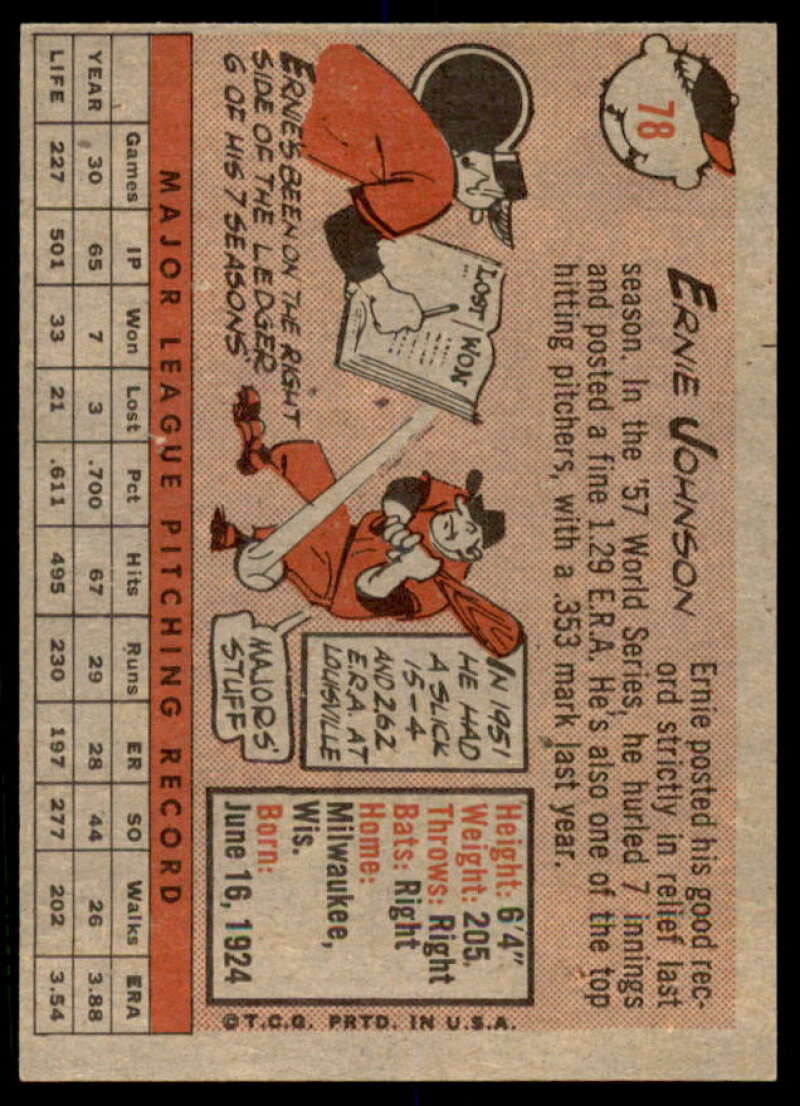 78
ERNIE JOHNSON
Ernie posted his good rec-
ord strictly in relief last
season. In the '57 World Series, he hurled 7 innings
and posted a fine 1.29 E.R.A. He's also one of the top
hitting pitchers, with a .353 mark last year.
LOST WON
ERNIE'S BEEN ON THE RIGHT
SIDE OF THE LEDGER
6 OF HIS 7 SEASONS
IN 1951
HE HAD
A SLICK
15-4
AND 2.62
E.R.A. AT
LOUISVILLE
MAJORS'
STUFF
Height: 6'4"
Weight: 205.
Throws: Right
Bats: Right
Home:
Milwaukee,
Wis.
Born:
June 16, 1924
©T.C.G. PRTD. IN U.S.A.
MAJOR LEAGUE PITCHING RECORD
Games IP Won Lost Pct Hits Runs ER SO Walks ERA
YEAR 30 65 7 3 .700 67 29 28 44 26 3.88
LIFE 227 501 33 21 .611 495 230 197 277 202 3.54